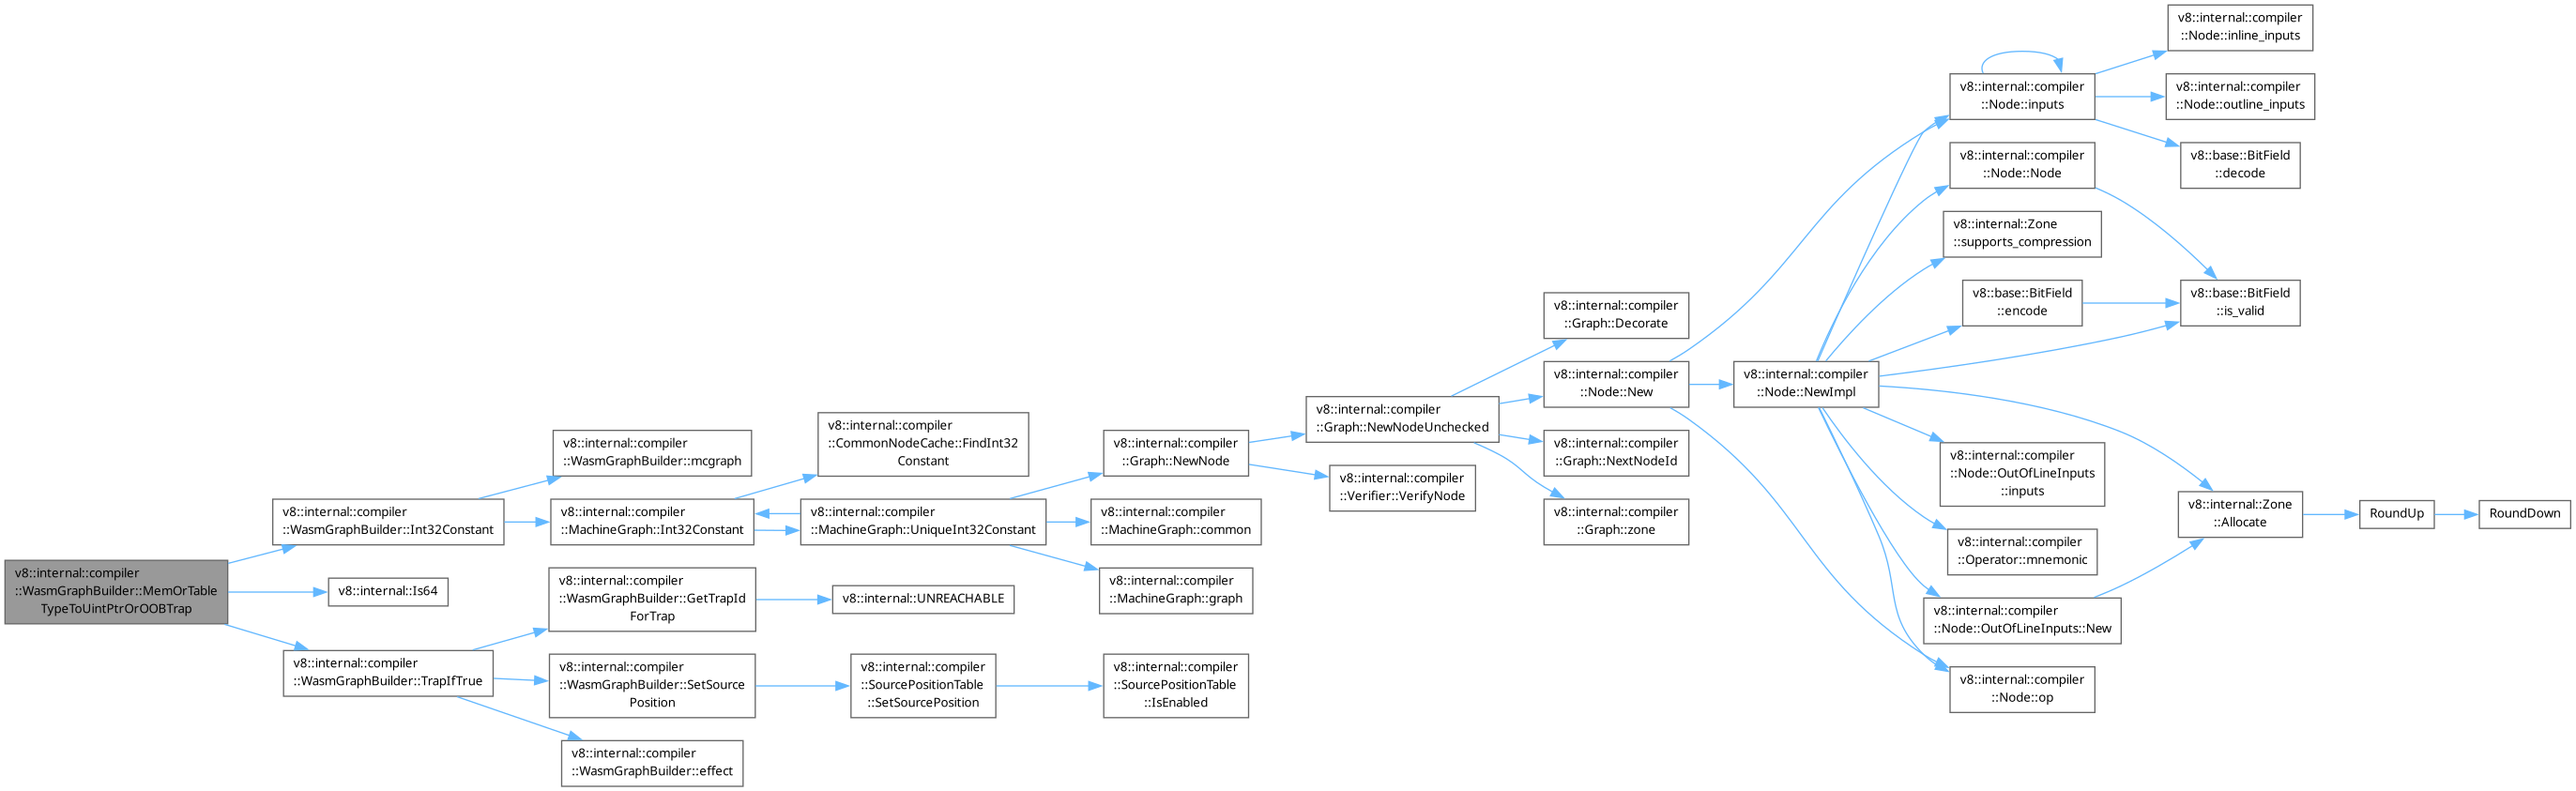 v8::internal::compiler
::WasmGraphBuilder::MemOrTable
TypeToUintPtrOrOOBTrap
v8::internal::compiler
::WasmGraphBuilder::Int32Constant
v8::internal::Is64
v8::internal::compiler
::WasmGraphBuilder::TrapIfTrue
v8::internal::compiler
::WasmGraphBuilder::mcgraph
v8::internal::compiler
::MachineGraph::Int32Constant
v8::internal::compiler
::WasmGraphBuilder::GetTrapId
ForTrap
v8::internal::compiler
::WasmGraphBuilder::SetSource
Position
v8::internal::compiler
::WasmGraphBuilder::effect
v8::internal::compiler
::CommonNodeCache::FindInt32
Constant
v8::internal::compiler
::MachineGraph::UniqueInt32Constant
v8::internal::UNREACHABLE
v8::internal::compiler
::SourcePositionTable
::SetSourcePosition
v8::internal::compiler
::Graph::NewNode
v8::internal::compiler
::MachineGraph::common
v8::internal::compiler
::MachineGraph::graph
v8::internal::compiler
::SourcePositionTable
::IsEnabled
v8::internal::compiler
::Graph::NewNodeUnchecked
v8::internal::compiler
::Verifier::VerifyNode
v8::internal::compiler
::Graph::Decorate
v8::internal::compiler
::Node::New
v8::internal::compiler
::Graph::NextNodeId
v8::internal::compiler
::Graph::zone
v8::internal::compiler
::Node::NewImpl
v8::internal::compiler
::Node::inputs
v8::internal::compiler
::Node::Node
v8::internal::Zone
::supports_compression
v8::base::BitField
::encode
v8::internal::compiler
::Node::OutOfLineInputs
::inputs
v8::internal::compiler
::Operator::mnemonic
v8::internal::compiler
::Node::OutOfLineInputs::New
v8::internal::compiler
::Node::op
v8::internal::compiler
::Node::inline_inputs
v8::internal::compiler
::Node::outline_inputs
v8::base::BitField
::decode
v8::base::BitField
::is_valid
v8::internal::Zone
::Allocate
RoundUp
RoundDown